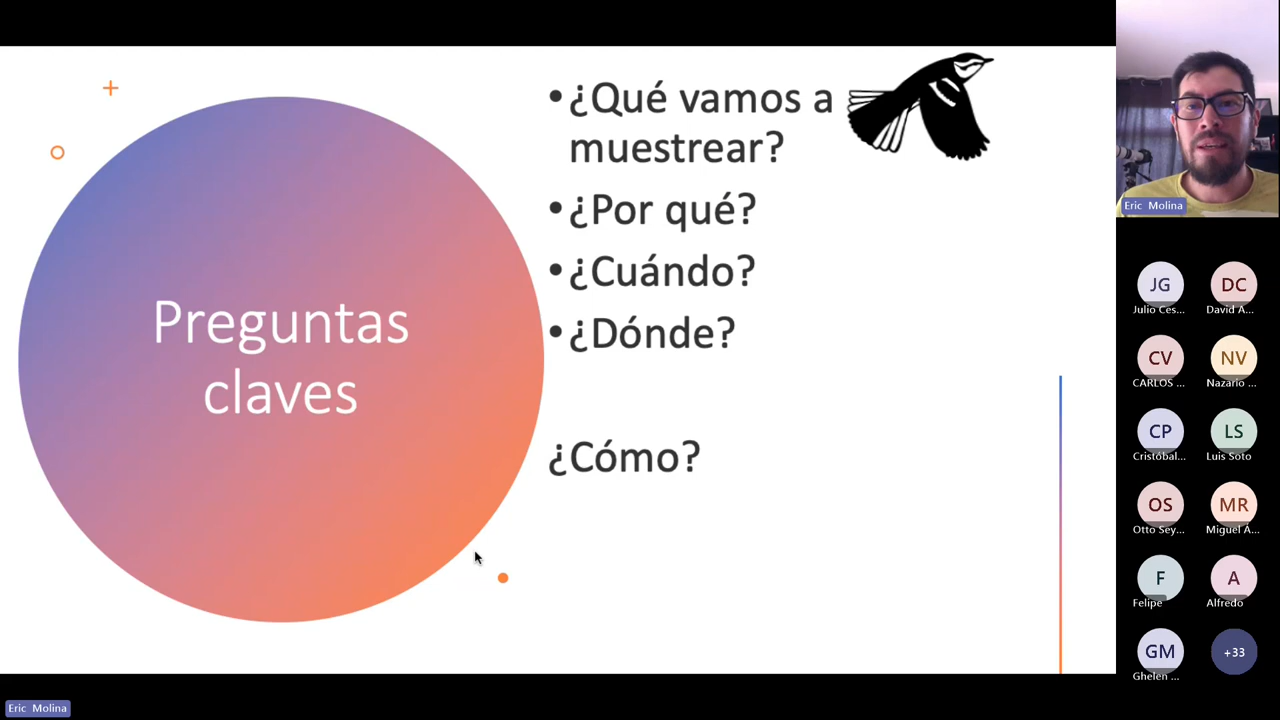 Preguntas
claves
•¿Qué vamos a
muestrear?
•¿Por qué?
•¿Cuándo?
•¿Dónde?
¿Cómo?
Eric Molina
JG
Julio Ces...
DC
David A...
CV
CARLOS ...
NV
Nazario ...
CP
Cristóbal...
LS
Luis Soto
OS
Otto Sey...
MR
Miguel Á...
F
Felipe
A
Alfredo
GM
Ghelen ...
+33
Eric Molina